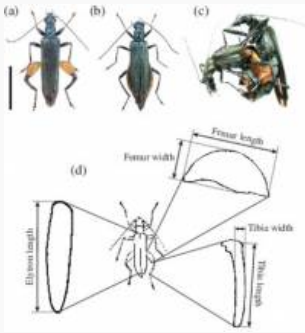 (a)
(b)
(c)
(d)
Femur length
Femur width
Elytron length
Tibia width
Tibia length